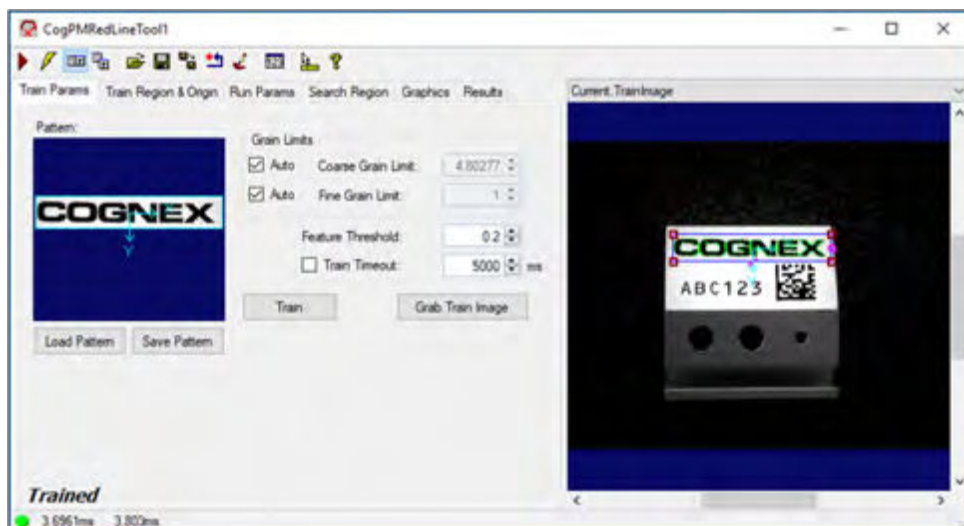 CogPMRedLineTool1
Train Params Train Region & Origin Run Params Search Region Graphics Results
Current.TrainImage
Pattern:
COGNEX
Y
Load Pattern Save Pattern
Grain Limits
Auto Coarse Grain Limit: 4.80277
Auto Fine Grain Limit: 1
Feature Threshold: 0.2
Train Timeout: 5000 ms
Train Grab Train Image
COGNEX
ABC123
Trained
3.6961ms 3.803ms